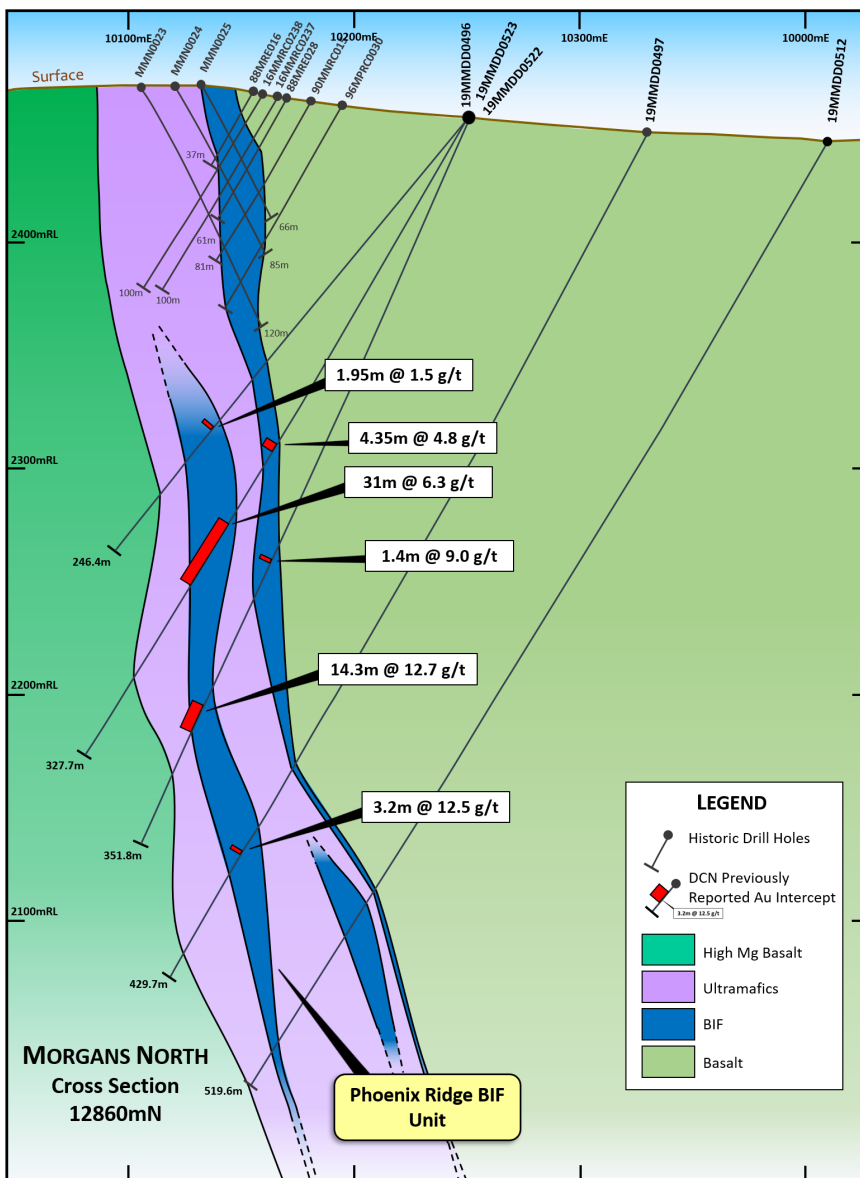 10100mE
10200mE
10300mE
10000mE
Surface
MMN0023
MMN0024
MMN0025
88MRE016
16MMRC0238
16MMRC0237
88MRE028
90MNRC015
96MPRC0030
19MMDD0496
19MMDD0523
19MMDD0522
19MMDD0497
19MMDD0512
37m
66m
2400mRL
61m
81m
85m
100m
100m
120m
1.95m @ 1.5 g/t
4.35m @ 4.8 g/t
2300mRL
31m @ 6.3 g/t
246.4m
1.4m @ 9.0 g/t
14.3m @ 12.7 g/t
2200mRL
327.7m
3.2m @ 12.5 g/t
351.8m
2100mRL
429.7m
519.6m
LEGEND
Historic Drill Holes
DCN Previously
Reported Au Intercept
3.2m @ 12.5 g/t
High Mg Basalt
Ultramafics
BIF
Basalt
MORGANS NORTH
Cross Section
12860mN
Phoenix Ridge BIF
Unit